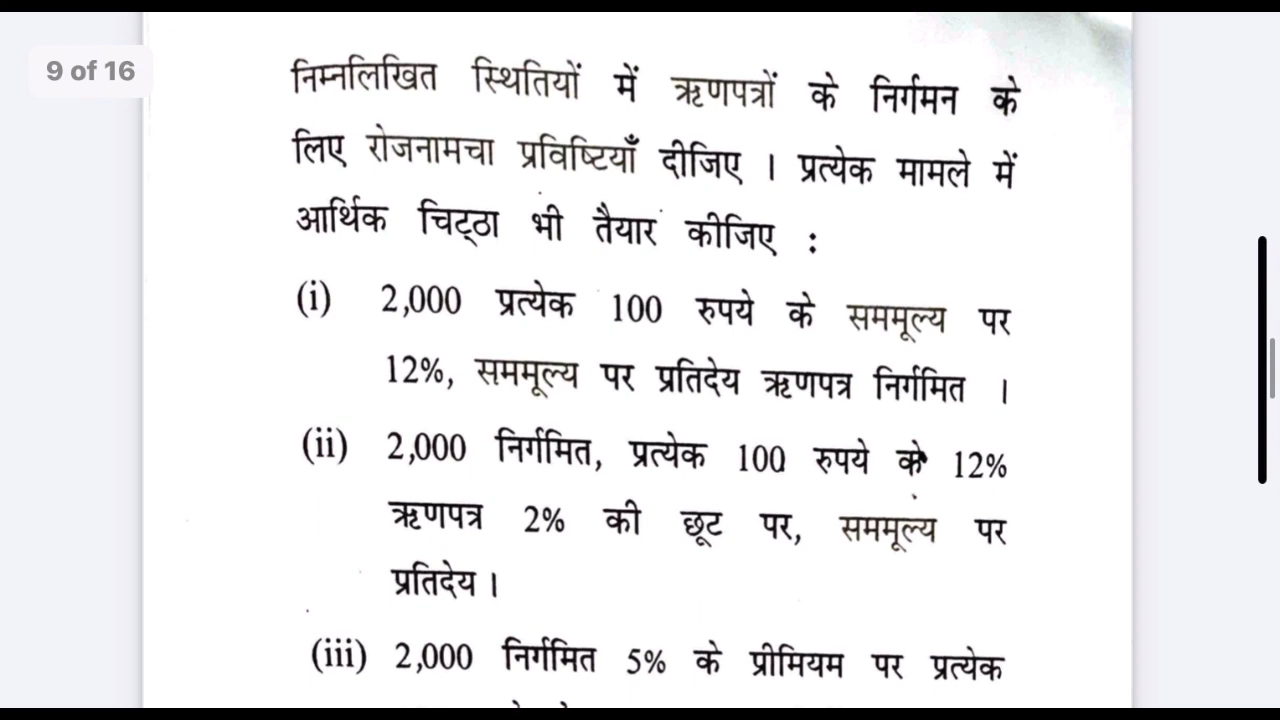 9 of 16
निम्नलिखित स्थितियों में ऋणपत्रों के निर्गमन के
लिए रोजनामचा प्रविष्टियाँ दीजिए । प्रत्येक मामले में
आर्थिक चिट्ठा भी तैयार कीजिए :
(i) 2,000 प्रत्येक 100 रुपये के सममूल्य पर
12%, सममूल्य पर प्रतिदेय ऋणपत्र निर्गमित ।
(ii) 2,000 निर्गमित, प्रत्येक 100 रुपये के 12%
ऋणपत्र 2% की छूट पर, सममूल्य पर
प्रतिदेय ।
(iii) 2,000 निर्गमित 5% के प्रीमियम पर प्रत्येक